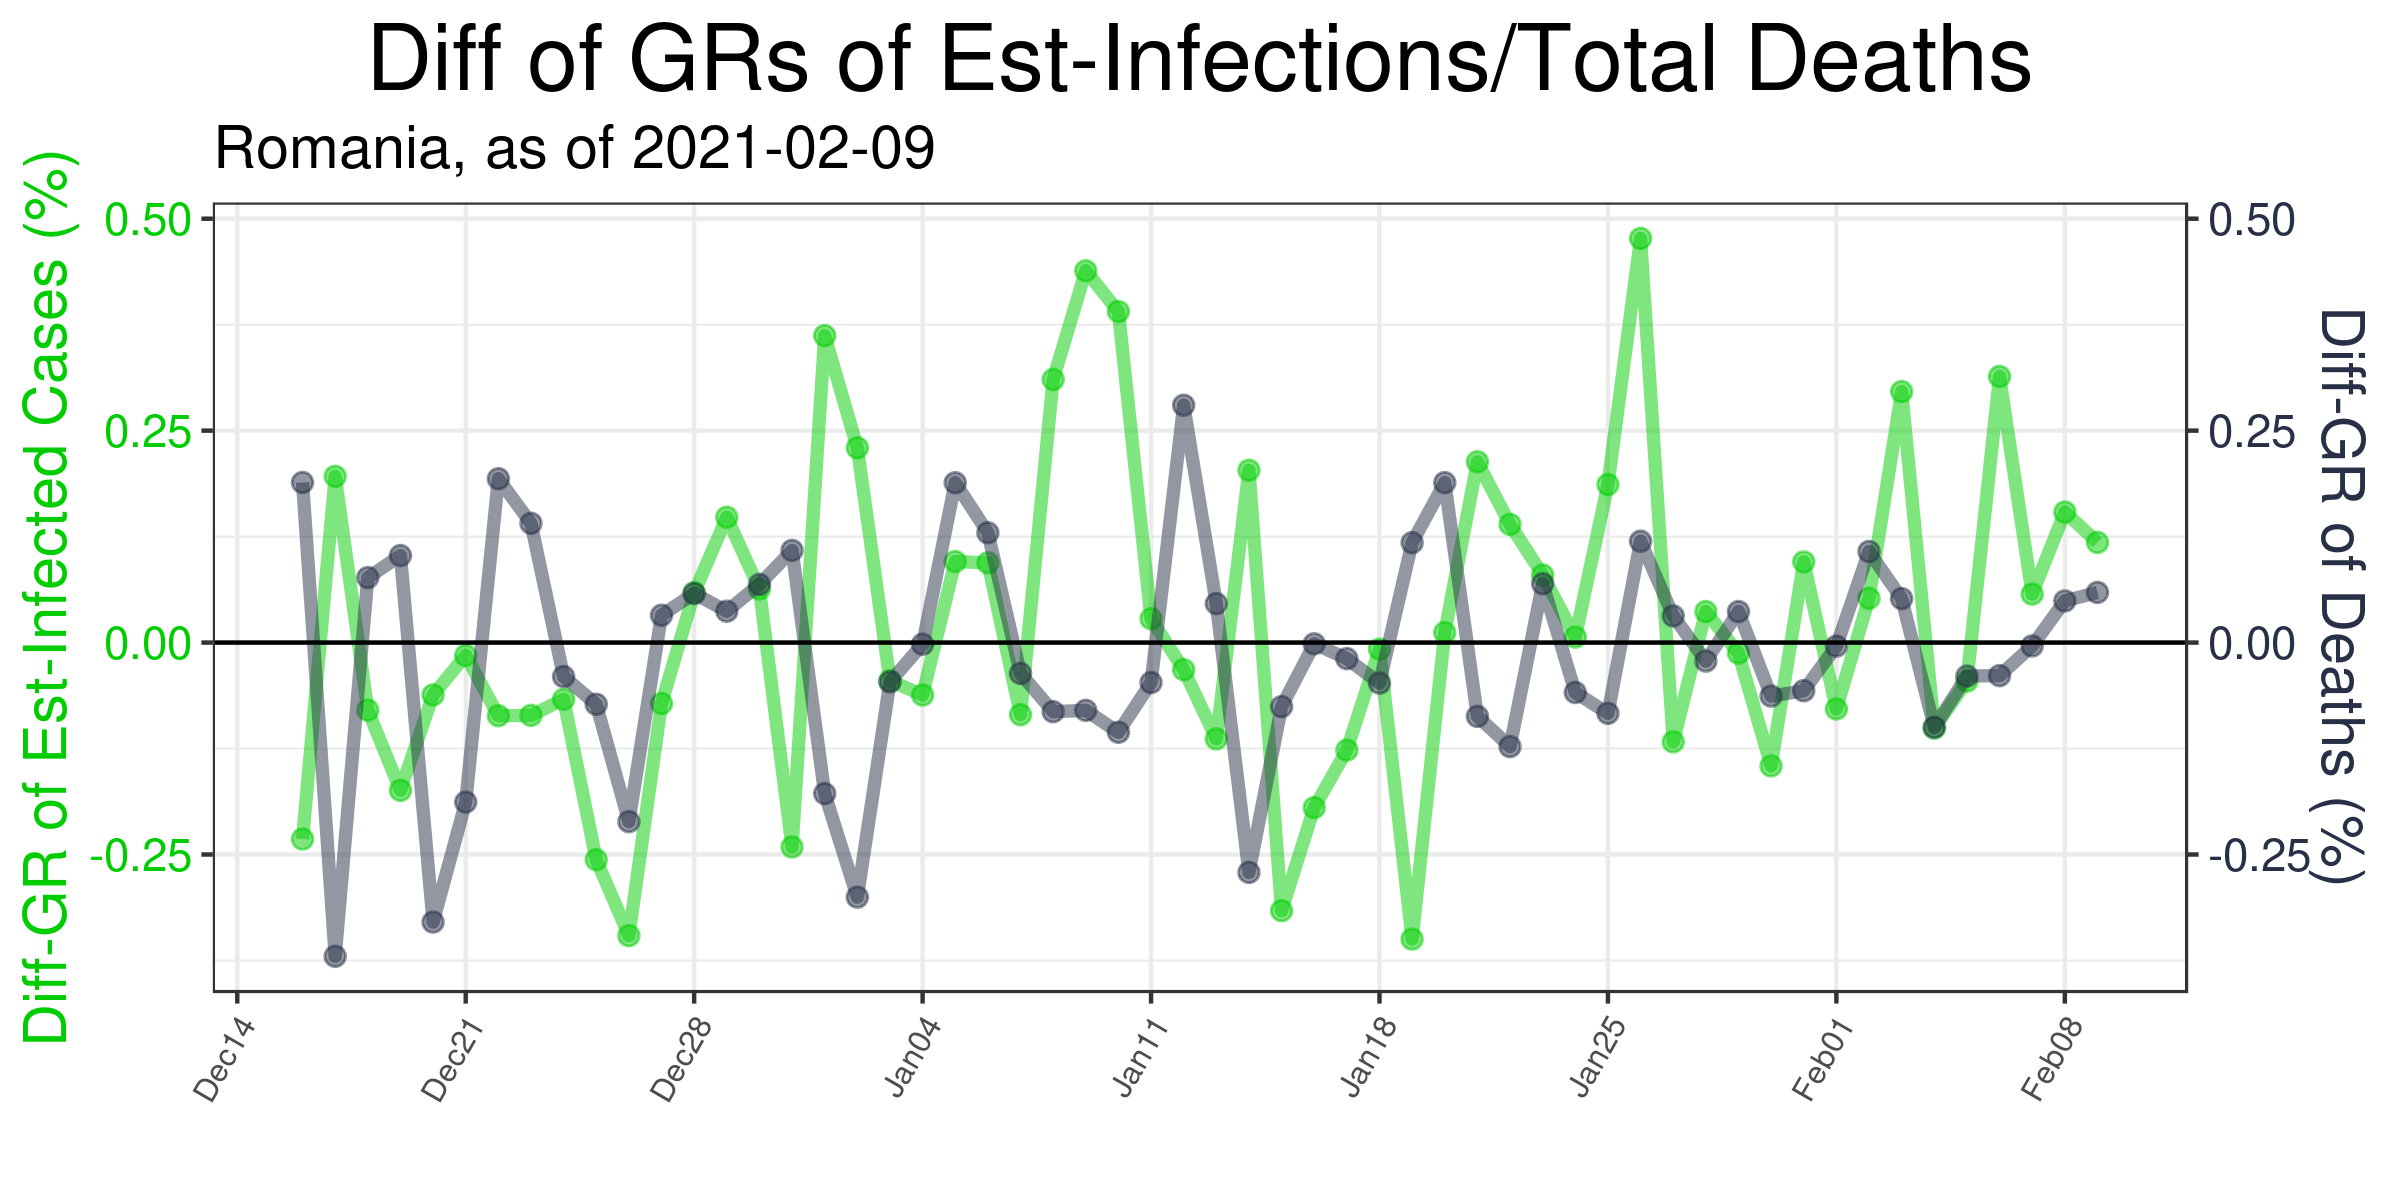 Diff of GRs of Est-Infections/Total Deaths
Romania, as of 2021-02-09
Diff-GR of Est-Infected Cases (%)
0.50
0.25
0.00
-0.25
0.50
0.25
0.00
-0.25
Diff-GR of Deaths (%)
Dec14
Dec21
Dec28
Jan04
Jan11
Jan18
Jan25
Feb01
Feb08